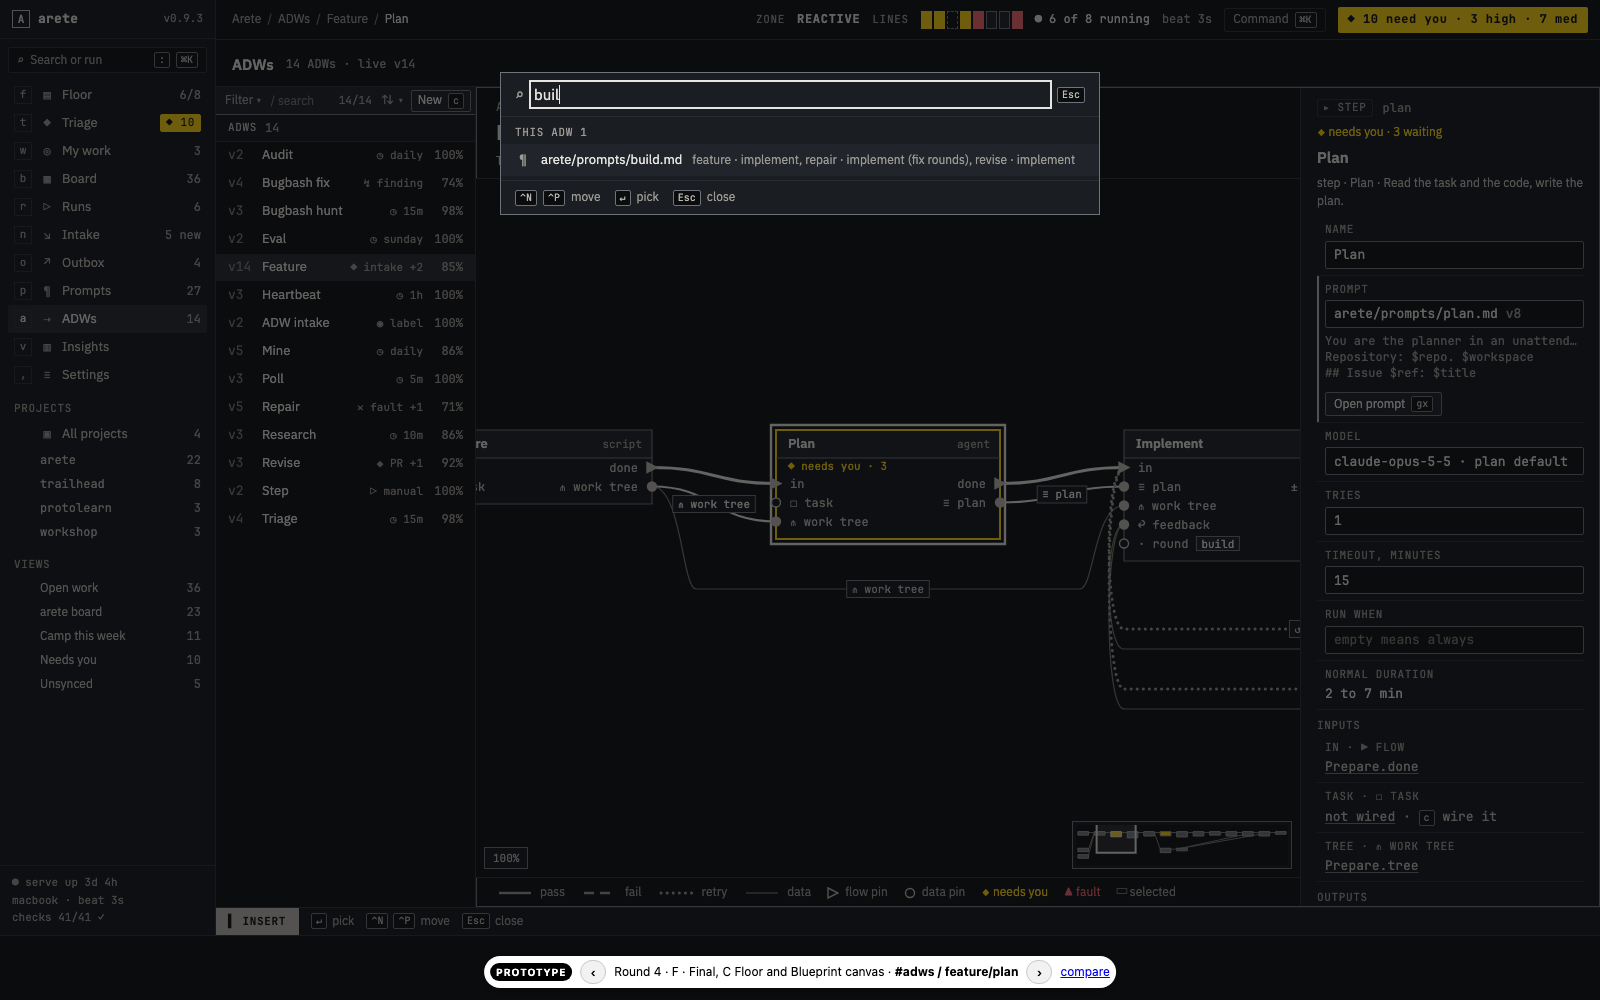 A arete v0.9.3
Arete / ADWs / Feature / Plan
ZONE REACTIVE LINES 6 of 8 running beat 3s Command ⌘K ◆ 10 need you · 3 high · 7 med
Search or run : ⌘K
f Floor 6/8
t Triage ◆ 10
w My work 3
b Board 36
r Runs 6
n Intake 5 new
o Outbox 4
p Prompts 27
a ADWs 14
v Insights
, Settings
PROJECTS
All projects 4
arete 22
trailhead 8
protolearn 3
workshop 3
VIEWS
Open work 36
arete board 23
Camp this week 11
Needs you 10
Unsynced 5
serve up 3d 4h
macbook · beat 3s
checks 41/41 ✓
ADWs 14 ADWs · live v14
Filter / search 14/14 New c
ADWS 14
v2 Audit daily 100%
v4 Bugbash fix finding 74%
v3 Bugbash hunt 15m 98%
v2 Eval sunday 100%
v14 Feature ◆ intake +2 85%
v3 Heartbeat 1h 100%
v2 ADW intake label 100%
v5 Mine daily 86%
v3 Poll 5m 100%
v5 Repair × fault +1 71%
v3 Research 10m 86%
v3 Revise ◆ PR +1 92%
v2 Step ▷ manual 100%
v4 Triage 15m 98%
buil Esc
THIS ADW 1
¶ arete/prompts/build.md feature · implement, repair · implement (fix rounds), revise · implement
^N ^P move ↵ pick Esc close
re script
done
sk work tree
work tree
Plan agent
◆ needs you · 3
in done
task ≡ plan
work tree
≡ plan
work tree
Implement
in
≡ plan ±
work tree
feedback
· round build
100%
pass fail retry data flow pin data pin ◆ needs you ▲ fault selected
INSERT ↵ pick ^N ^P move Esc close
▸ STEP plan
◆ needs you · 3 waiting
Plan
step · Plan · Read the task and the code, write the
plan.
NAME
Plan
PROMPT
arete/prompts/plan.md v8
You are the planner in an unattend…
Repository: $repo. $workspace
## Issue $ref: $title
Open prompt gx
MODEL
claude-opus-5-5 · plan default
TRIES
1
TIMEOUT, MINUTES
15
RUN WHEN
empty means always
NORMAL DURATION
2 to 7 min
INPUTS
IN · ▶ FLOW
Prepare.done
TASK · □ TASK
not wired · c wire it
TREE · WORK TREE
Prepare.tree
OUTPUTS
PROTOTYPE ‹ Round 4 · F · Final, C Floor and Blueprint canvas · #adws / feature/plan › compare